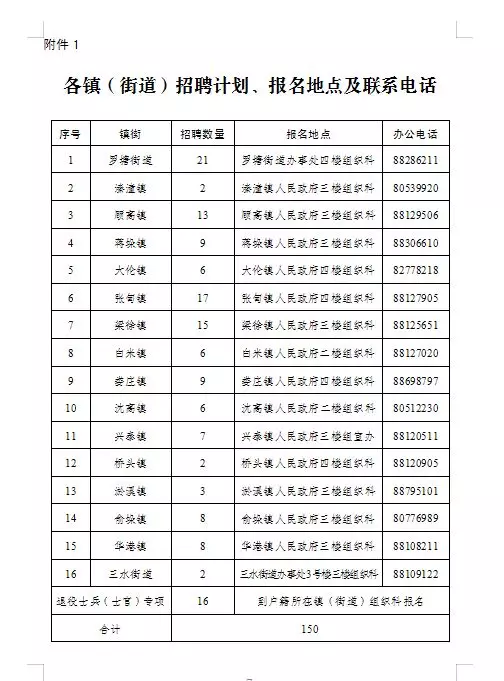 附件 1
各镇（街道）招聘计划、报名地点及联系电话
序号 镇街 招聘数量 报名地点 办公电话
1 罗塘街道 21 罗塘街道办事处四楼组织科 88286211
2 溱潼镇 2 溱潼镇人民政府三楼组织科 80539920
3 顾高镇 13 顾高镇人民政府三楼组织科 88129506
4 蒋垛镇 9 蒋垛镇人民政府三楼组织科 88306610
5 大伦镇 6 大伦镇人民政府四楼组织科 82778218
6 张甸镇 17 张甸镇人民政府四楼组织科 88127905
7 梁徐镇 15 梁徐镇人民政府三楼组织科 88125651
8 白米镇 6 白米镇人民政府二楼组织科 88127020
9 娄庄镇 9 娄庄镇人民政府四楼组织科 88698797
10 沈高镇 6 沈高镇人民政府二楼组织科 80512230
11 兴泰镇 7 兴泰镇人民政府三楼组宣办 88120511
12 桥头镇 2 桥头镇人民政府四楼组织科 88120905
13 淤溪镇 3 淤溪镇人民政府三楼组织科 88795101
14 俞垛镇 8 俞垛镇人民政府三楼组织科 80776989
15 华港镇 8 华港镇人民政府三楼组织科 88108211
16 三水街道 2 三水街道办事处3号楼三楼组织科 88109122
退役士兵（士官）专项 16 到户籍所在镇（街道）组织科报名
合计 150